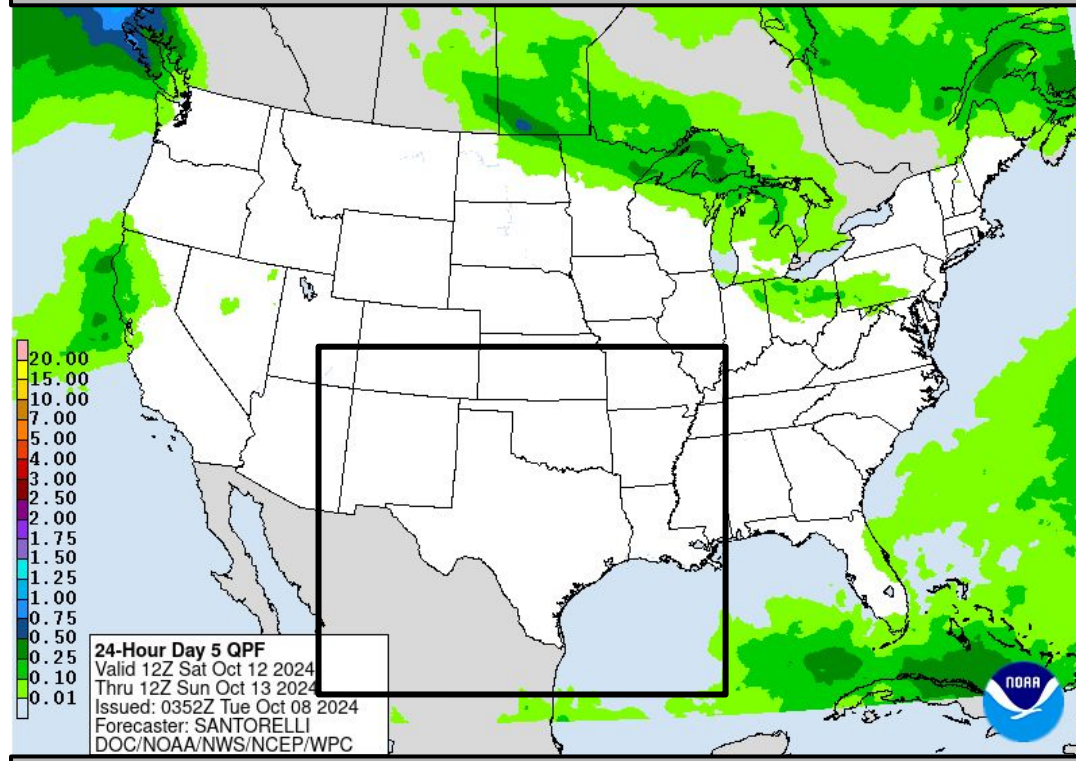 20.00
15.00
10.00
7.00
5.00
4.00
3.00
2.50
2.00
1.75
1.50
1.25
1.00
0.75
0.50
0.25
0.10
0.01
24-Hour Day 5 QPF
Valid 12Z Sat Oct 12 2024
Thru 12Z Sun Oct 13 2024
Issued: 0352Z Tue Oct 08 2024
Forecaster: SANTORELLI
DOC/NOAA/NWS/NCEP/WPC
NOAA